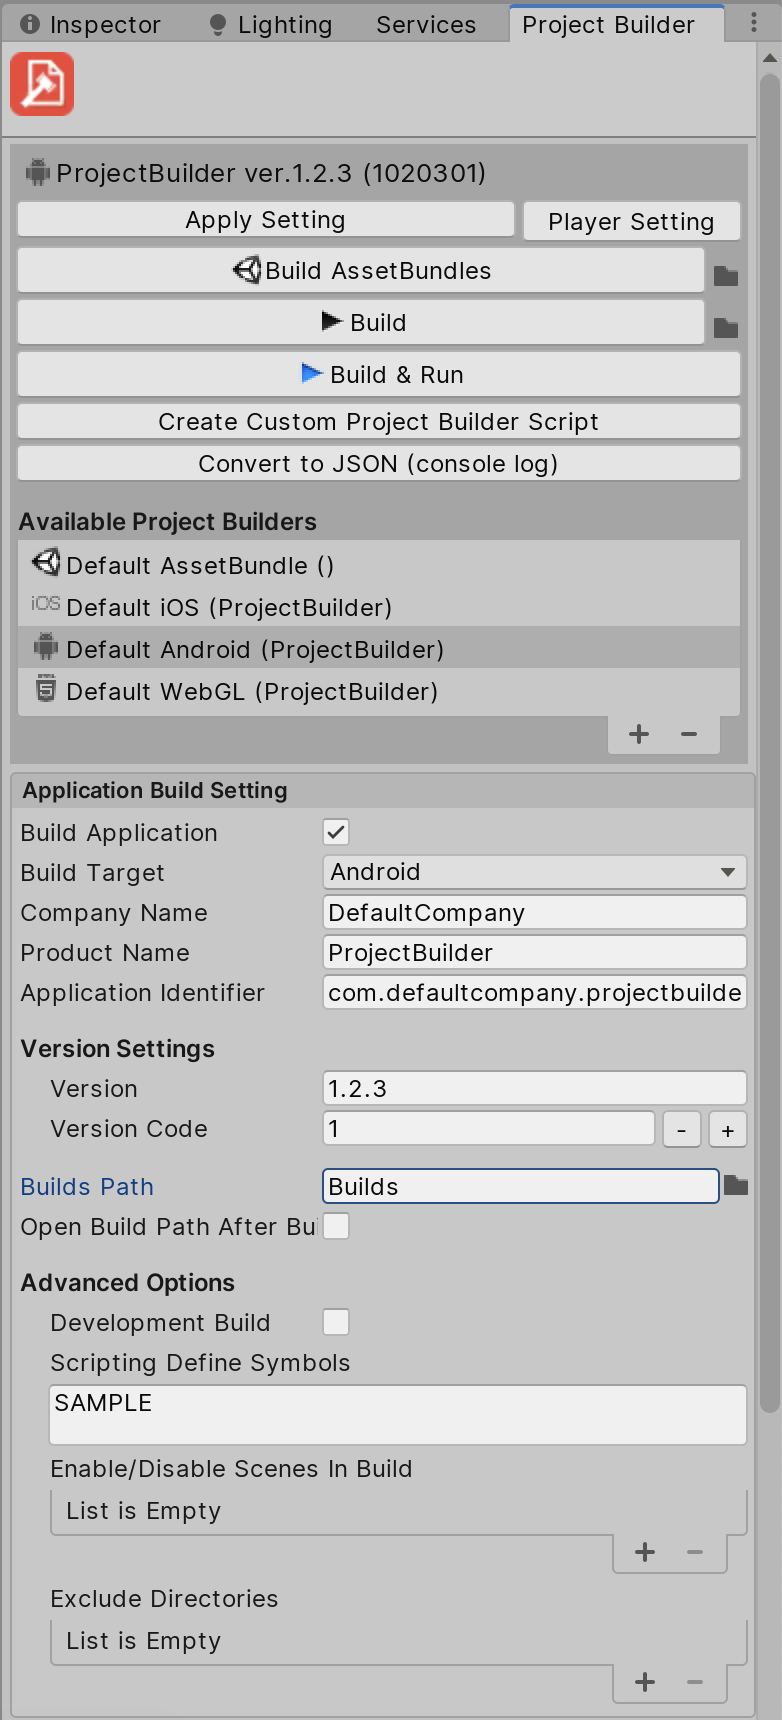 Inspector Lighting Services Project Builder
ProjectBuilder ver.1.2.3 (1020301)
Apply Setting Player Setting
Build AssetBundles
Build
Build & Run
Create Custom Project Builder Script
Convert to JSON (console log)
Available Project Builders
Default AssetBundle ()
iOS Default iOS (ProjectBuilder)
Default Android (ProjectBuilder)
5 Default WebGL (ProjectBuilder)
+ −
Application Build Setting
Build Application
Build Target Android
Company Name DefaultCompany
Product Name ProjectBuilder
Application Identifier com.defaultcompany.projectbuilde
Version Settings
Version 1.2.3
Version Code 1 - +
Builds Path Builds
Open Build Path After Bui
Advanced Options
Development Build
Scripting Define Symbols
SAMPLE
Enable/Disable Scenes In Build
List is Empty
+ −
Exclude Directories
List is Empty
+ −